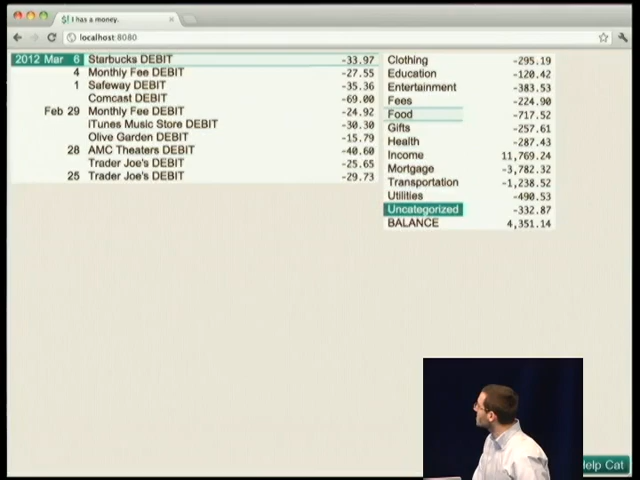 $/ I has a money.
localhost:8080
2012 Mar 6 Starbucks DEBIT -33.97
4 Monthly Fee DEBIT -27.55
1 Safeway DEBIT -35.36
Comcast DEBIT -69.00
Feb 29 Monthly Fee DEBIT -24.92
iTunes Music Store DEBIT -30.30
Olive Garden DEBIT -15.79
28 AMC Theaters DEBIT -40.60
Trader Joe's DEBIT -25.65
25 Trader Joe's DEBIT -29.73
Clothing -295.19
Education -120.42
Entertainment -383.53
Fees -224.90
Food -717.52
Gifts -257.61
Health -287.43
Income 11,769.24
Mortgage -3,782.32
Transportation -1,238.52
Utilities -490.53
Uncategorized -332.87
BALANCE 4,351.14
elp Cat